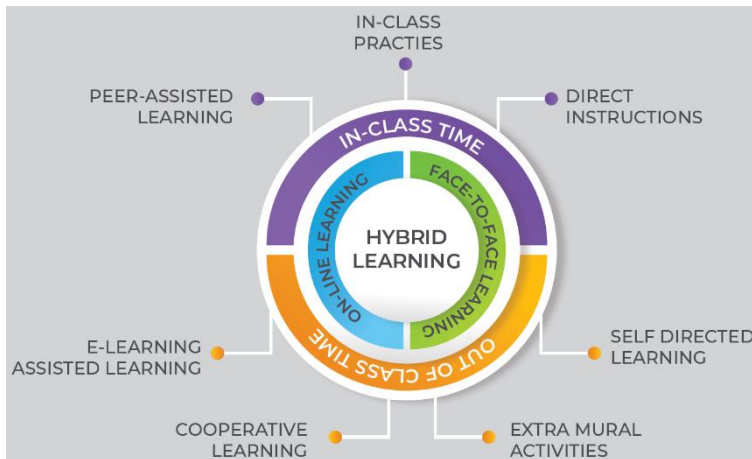 IN-CLASS
PRACTIES
PEER-ASSISTED
LEARNING
DIRECT
INSTRUCTIONS
IN-CLASS TIME
ON-LINE LEARNING
FACE-TO-FACE LEARNING
HYBRID
LEARNING
OUT OF CLASS TIME
E-LEARNING
ASSISTED LEARNING
SELF DIRECTED
LEARNING
COOPERATIVE
LEARNING
EXTRA MURAL
ACTIVITIES